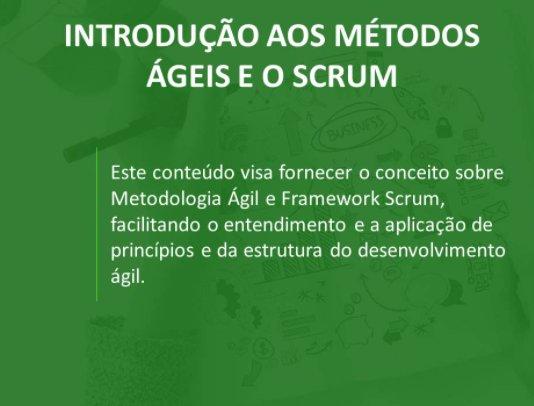 INTRODUÇÃO AOS MÉTODOS
ÁGEIS E O SCRUM
BUSINESS
Este conteúdo visa fornecer o conceito sobre
Metodologia Ágil e Framework Scrum,
facilitando o entendimento e a aplicação de
princípios e da estrutura do desenvolvimento
ágil.